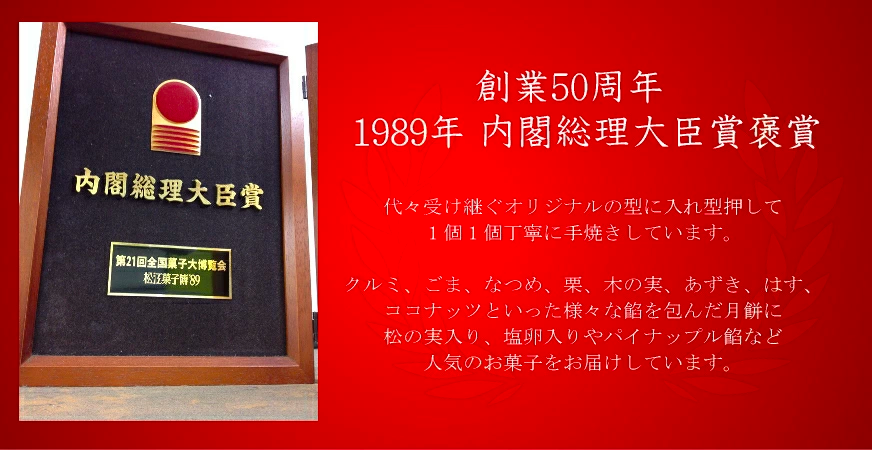 内閣総理大臣賞
第21回全国菓子大博覧会
松江菓子博'89
創業50周年
1989年 内閣総理大臣賞褒賞
代々受け継ぐオリジナルの型に入れ型押して
１個１個丁寧に手焼きしています。
クルミ、ごま、なつめ、栗、木の実、あずき、はす、
ココナッツといった様々な餡を包んだ月餅に
松の実入り、塩卵入りやパイナップル餡など
人気のお菓子をお届けしています。